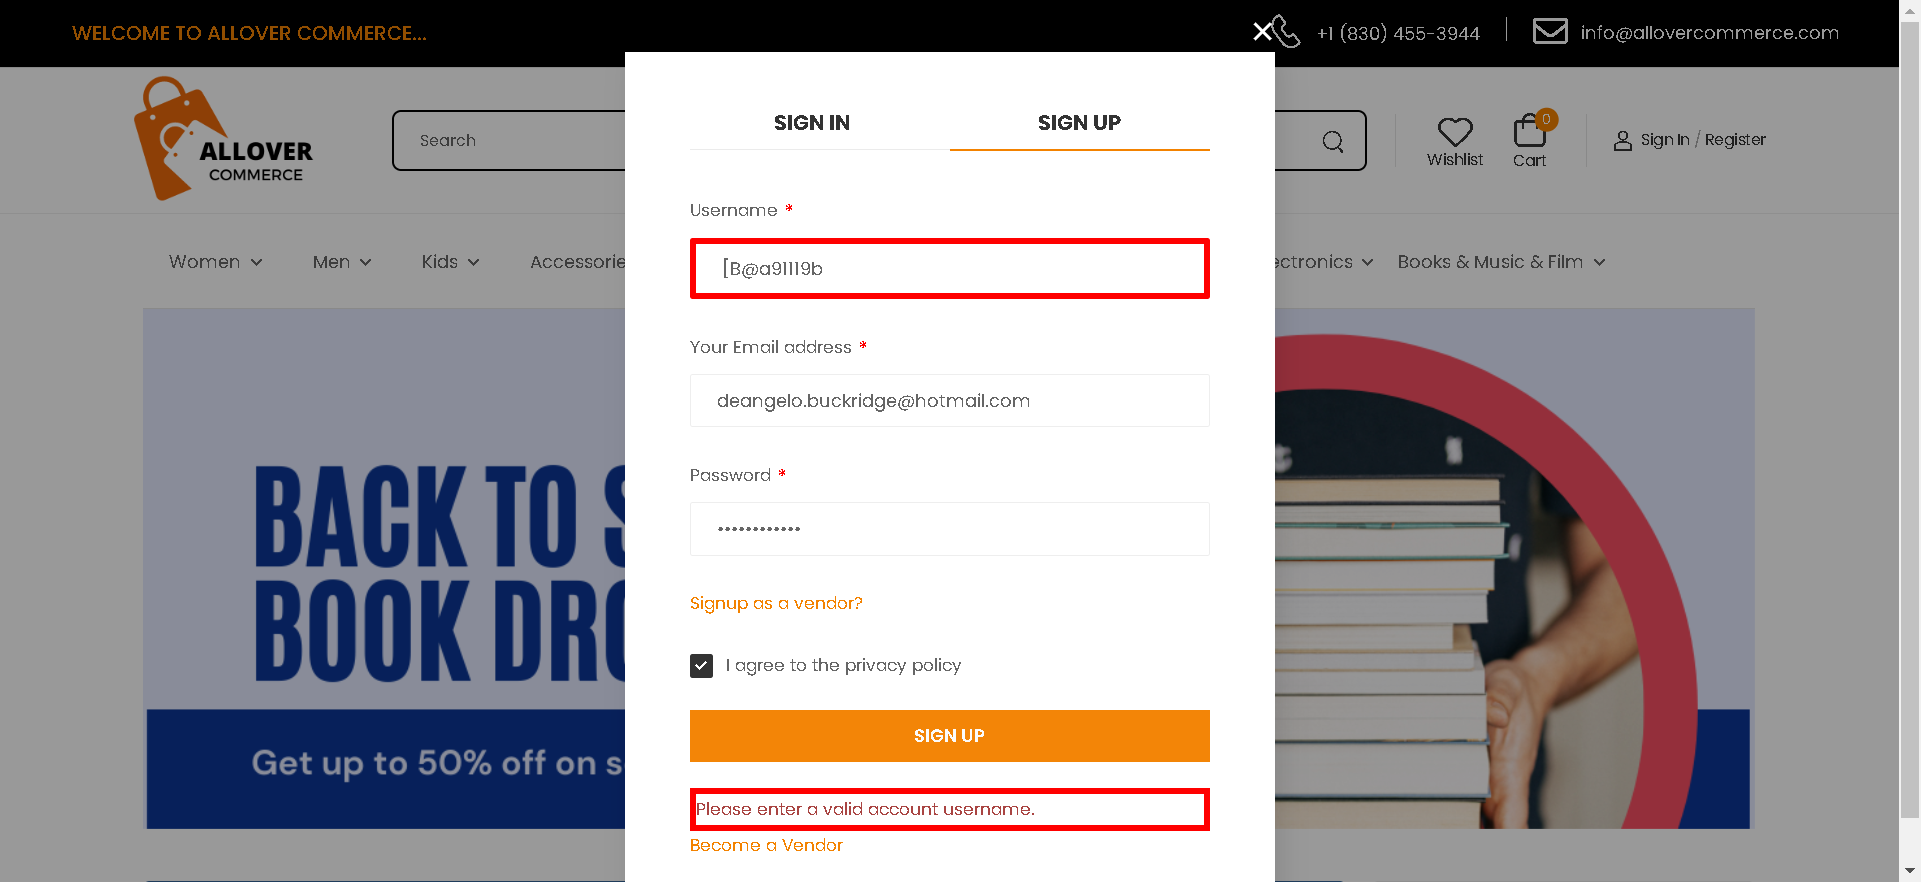 WELCOME TO ALLOVER COMMERCE...
+1 (830) 455-3944
info@allovercommerce.com
ALLOVER
COMMERCE
Search
Wishlist
0
Cart
Sign In / Register
Women
Men
Kids
Accessorie
ectronics
Books & Music & Film
SIGN IN
SIGN UP
Username *
[B@a91119b
Your Email address *
deangelo.buckridge@hotmail.com
Password *
••••••••••••
Signup as a vendor?
I agree to the privacy policy
SIGN UP
Please enter a valid account username.
Become a Vendor
BACK TO S
BOOK DRO
Get up to 50% off on s